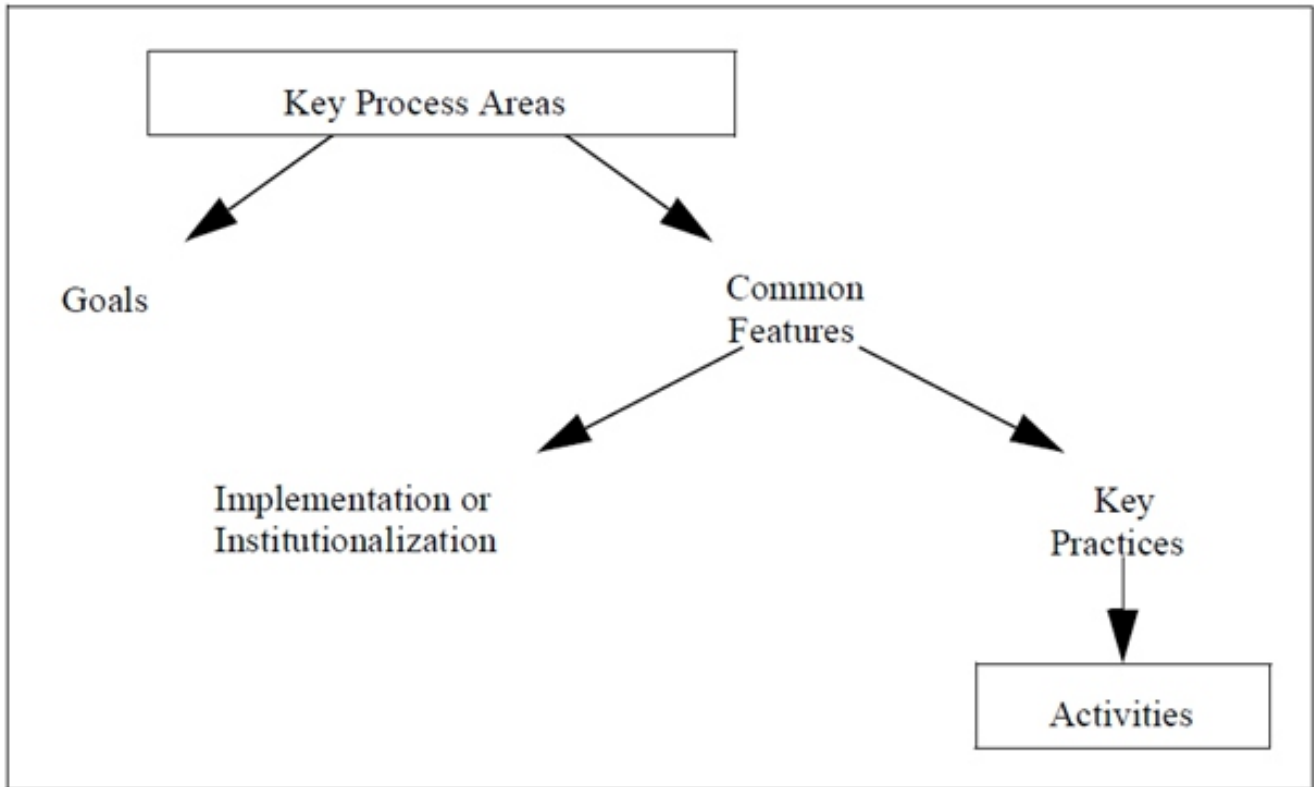 Key Process Areas
Goals
Common
Features
Implementation or
Institutionalization
Key
Practices
Activities